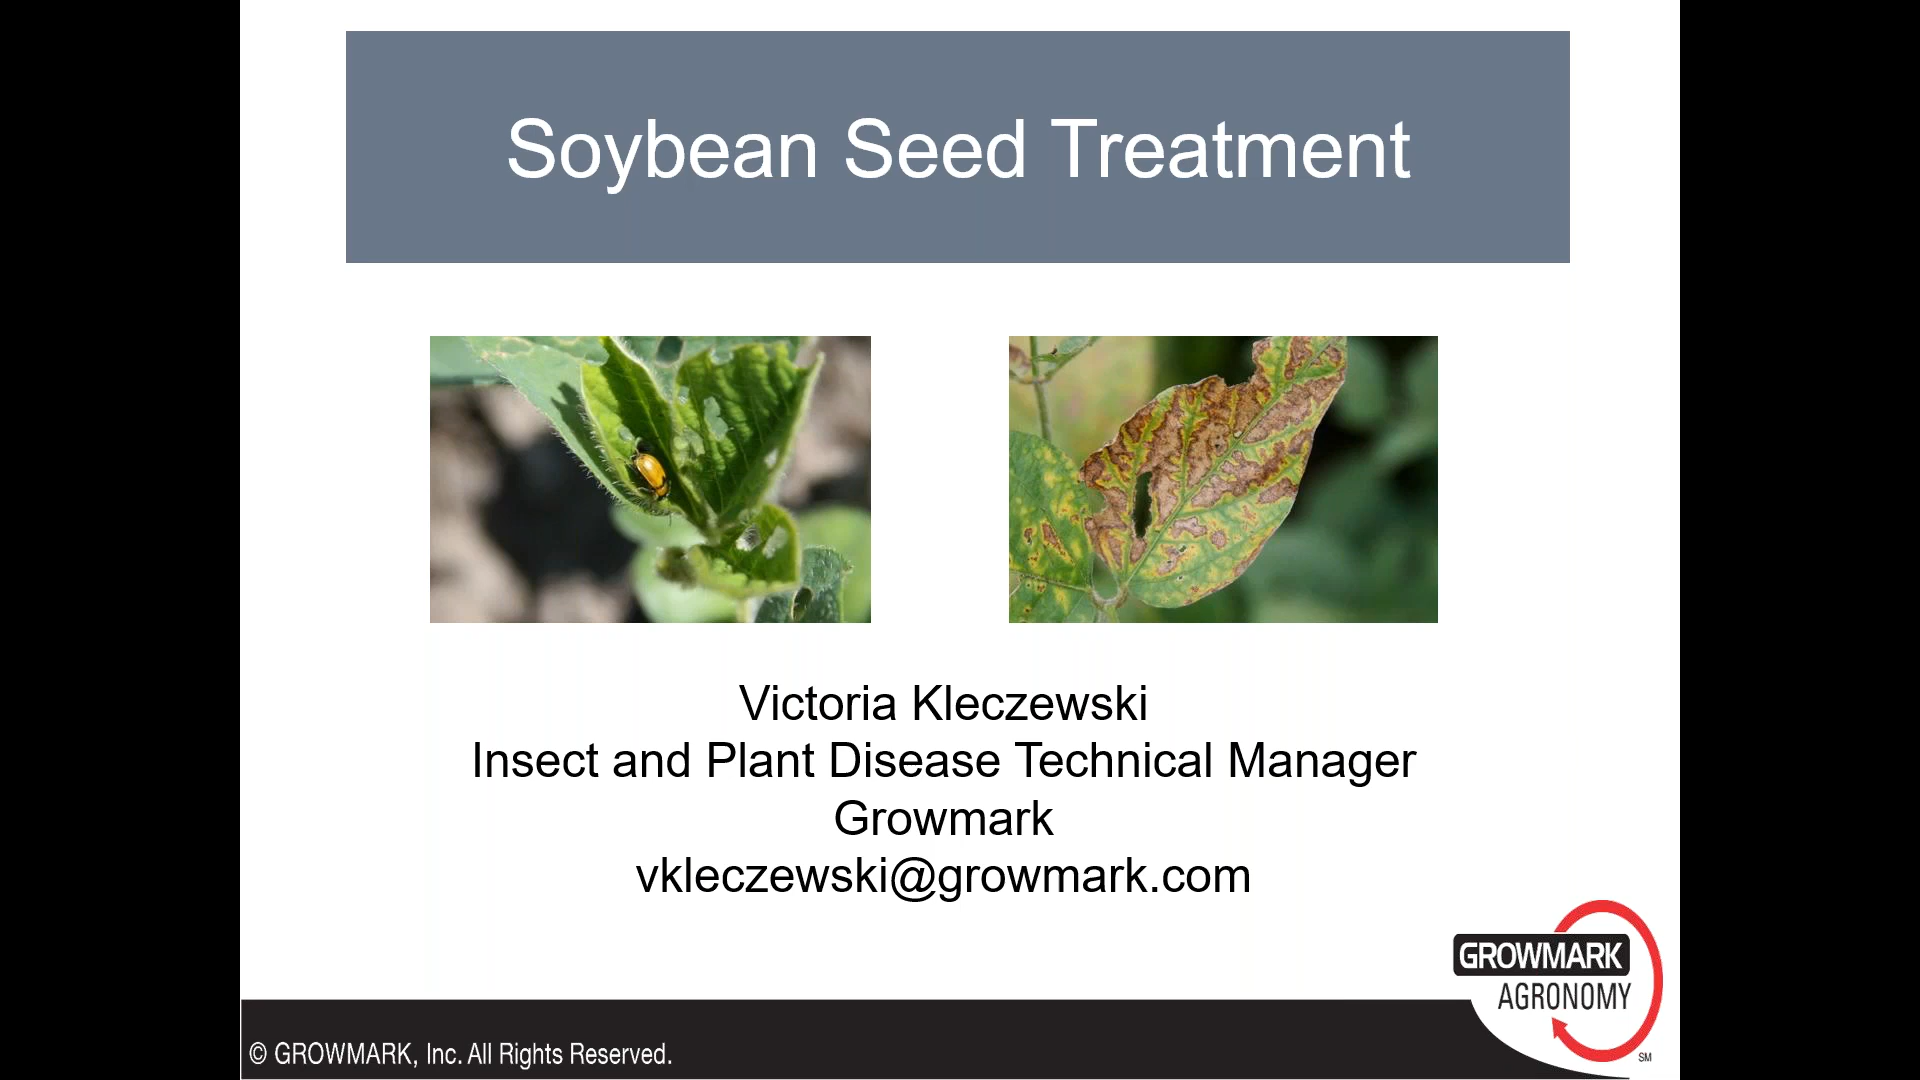 Soybean Seed Treatment
Victoria Kleczewski
Insect and Plant Disease Technical Manager
Growmark
vkleczewski@growmark.com
GROWMARK
AGRONOMY
SM
© GROWMARK, Inc. All Rights Reserved.